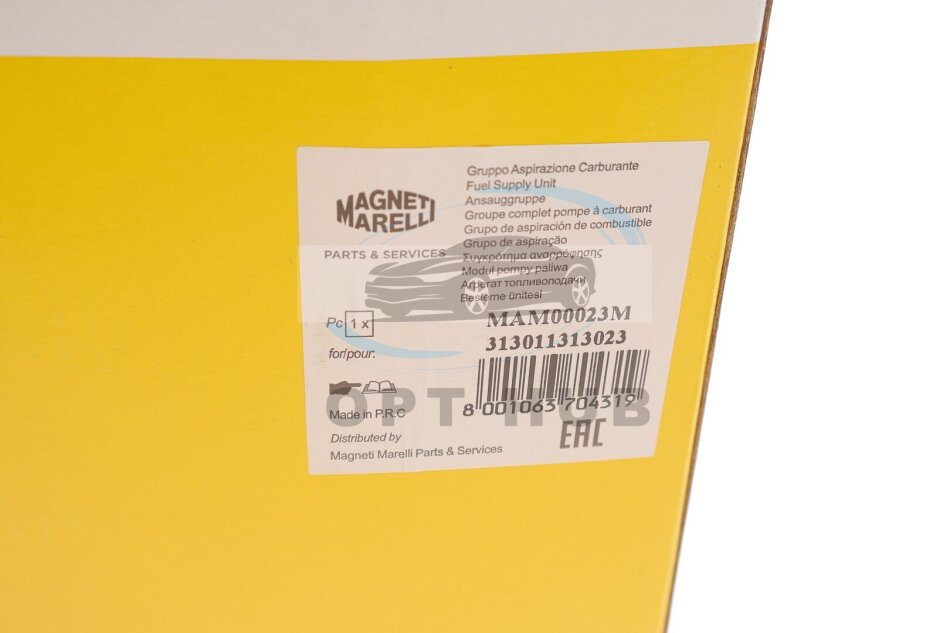 MAGNETI
MARELLI
PARTS & SERVICES
Gruppo Aspirazione Carburante
Fuel Supply Unit
Ansauggruppe
Groupe complet pompe à carburant
Grupo de aspiración de combustible
Grupo de aspiração
Συγκρότημα αναρρόφησης
Moduł pompy paliwa
Агрегат топливоподачи
Besleme ünitesi
Pc 1 x
MAM00023M
313011313023
for/pour:
8 001063 704319
OPT HUB
Made in P.R.C
EAC
Distributed by
Magneti Marelli Parts & Services